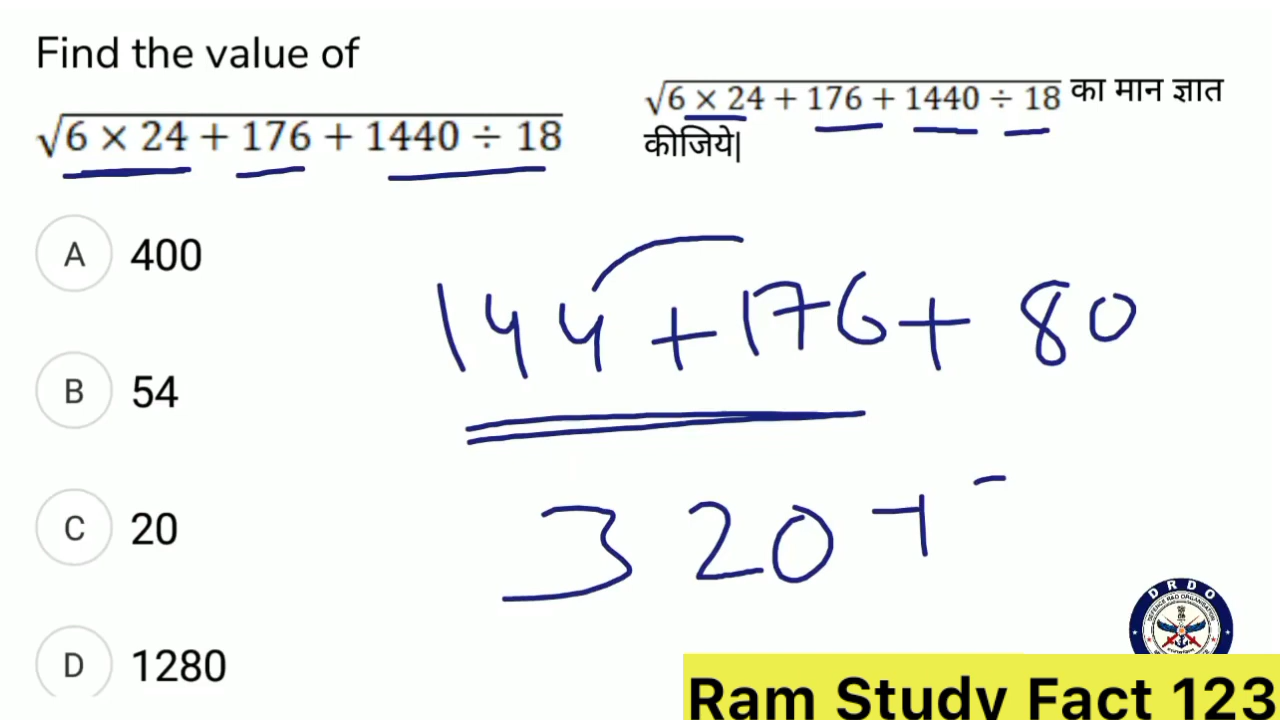 Find the value of
√6 × 24 + 176 + 1440 ÷ 18
√6 × 24 + 176 + 1440 ÷ 18 का मान ज्ञात
कीजिये|
A 400
B 54
C 20
D 1280
144 + 176 + 80
320 +
DRDO
Ram Study Fact 123